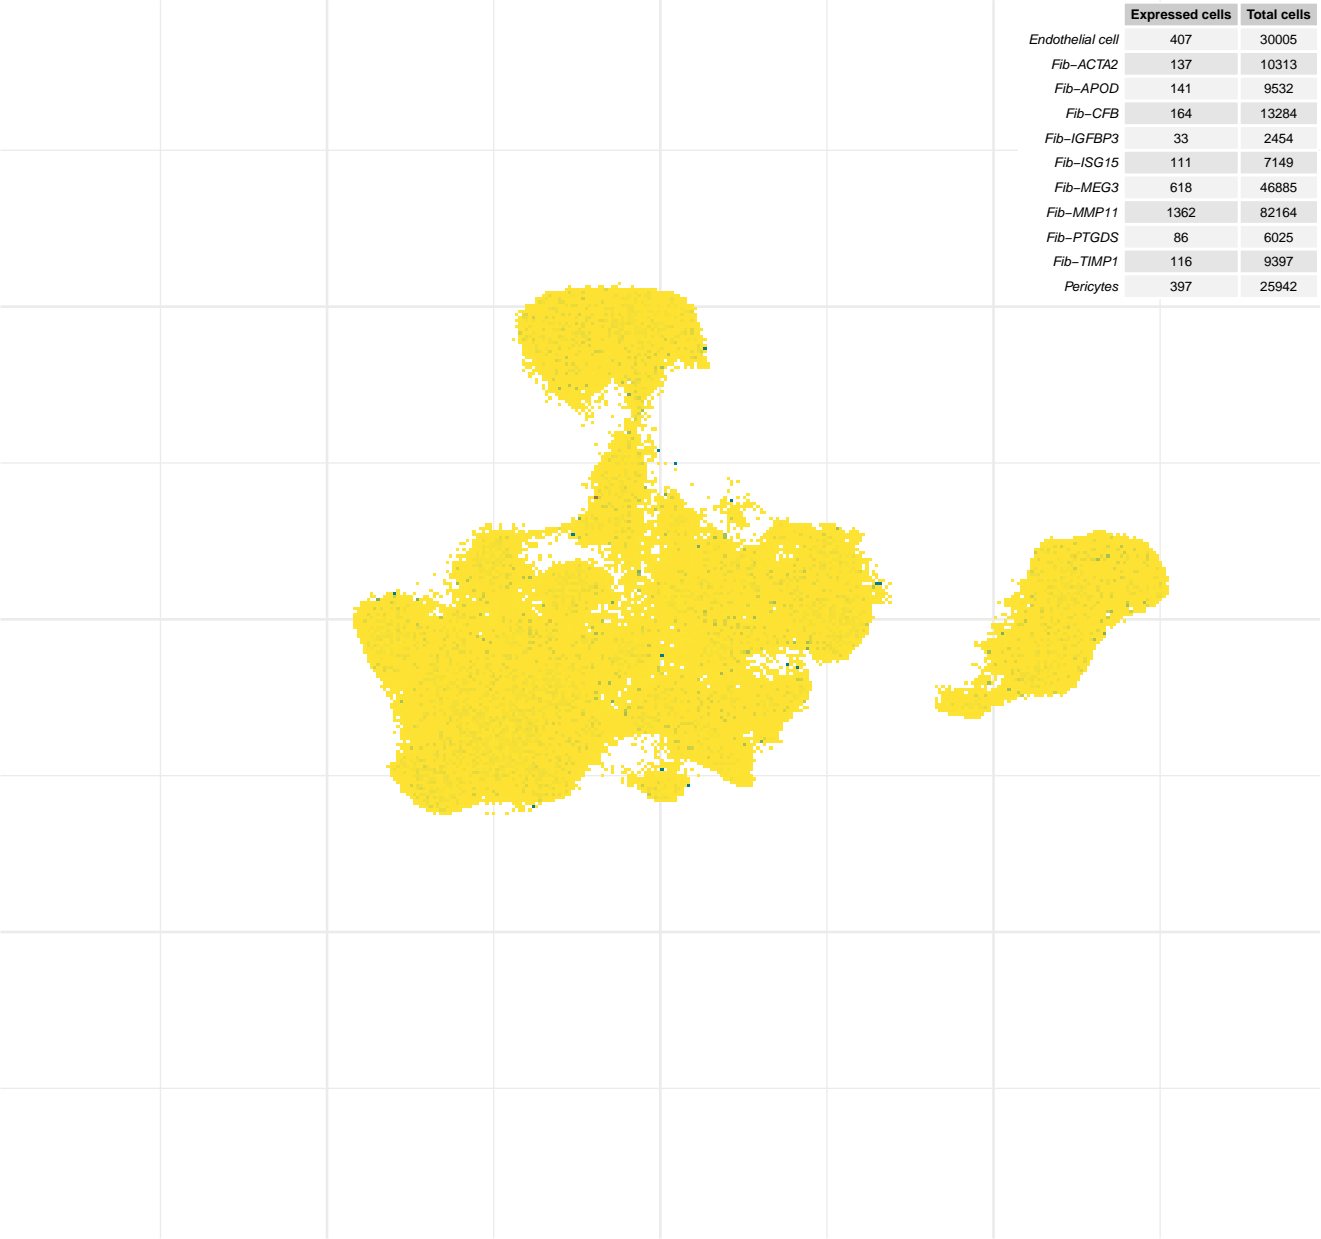 Expressed cells Total cells
Endothelial cell 407 30005
Fib−ACTA2 137 10313
Fib−APOD 141 9532
Fib−CFB 164 13284
Fib−IGFBP3 33 2454
Fib−ISG15 111 7149
Fib−MEG3 618 46885
Fib−MMP11 1362 82164
Fib−PTGDS 86 6025
Fib−TIMP1 116 9397
Pericytes 397 25942